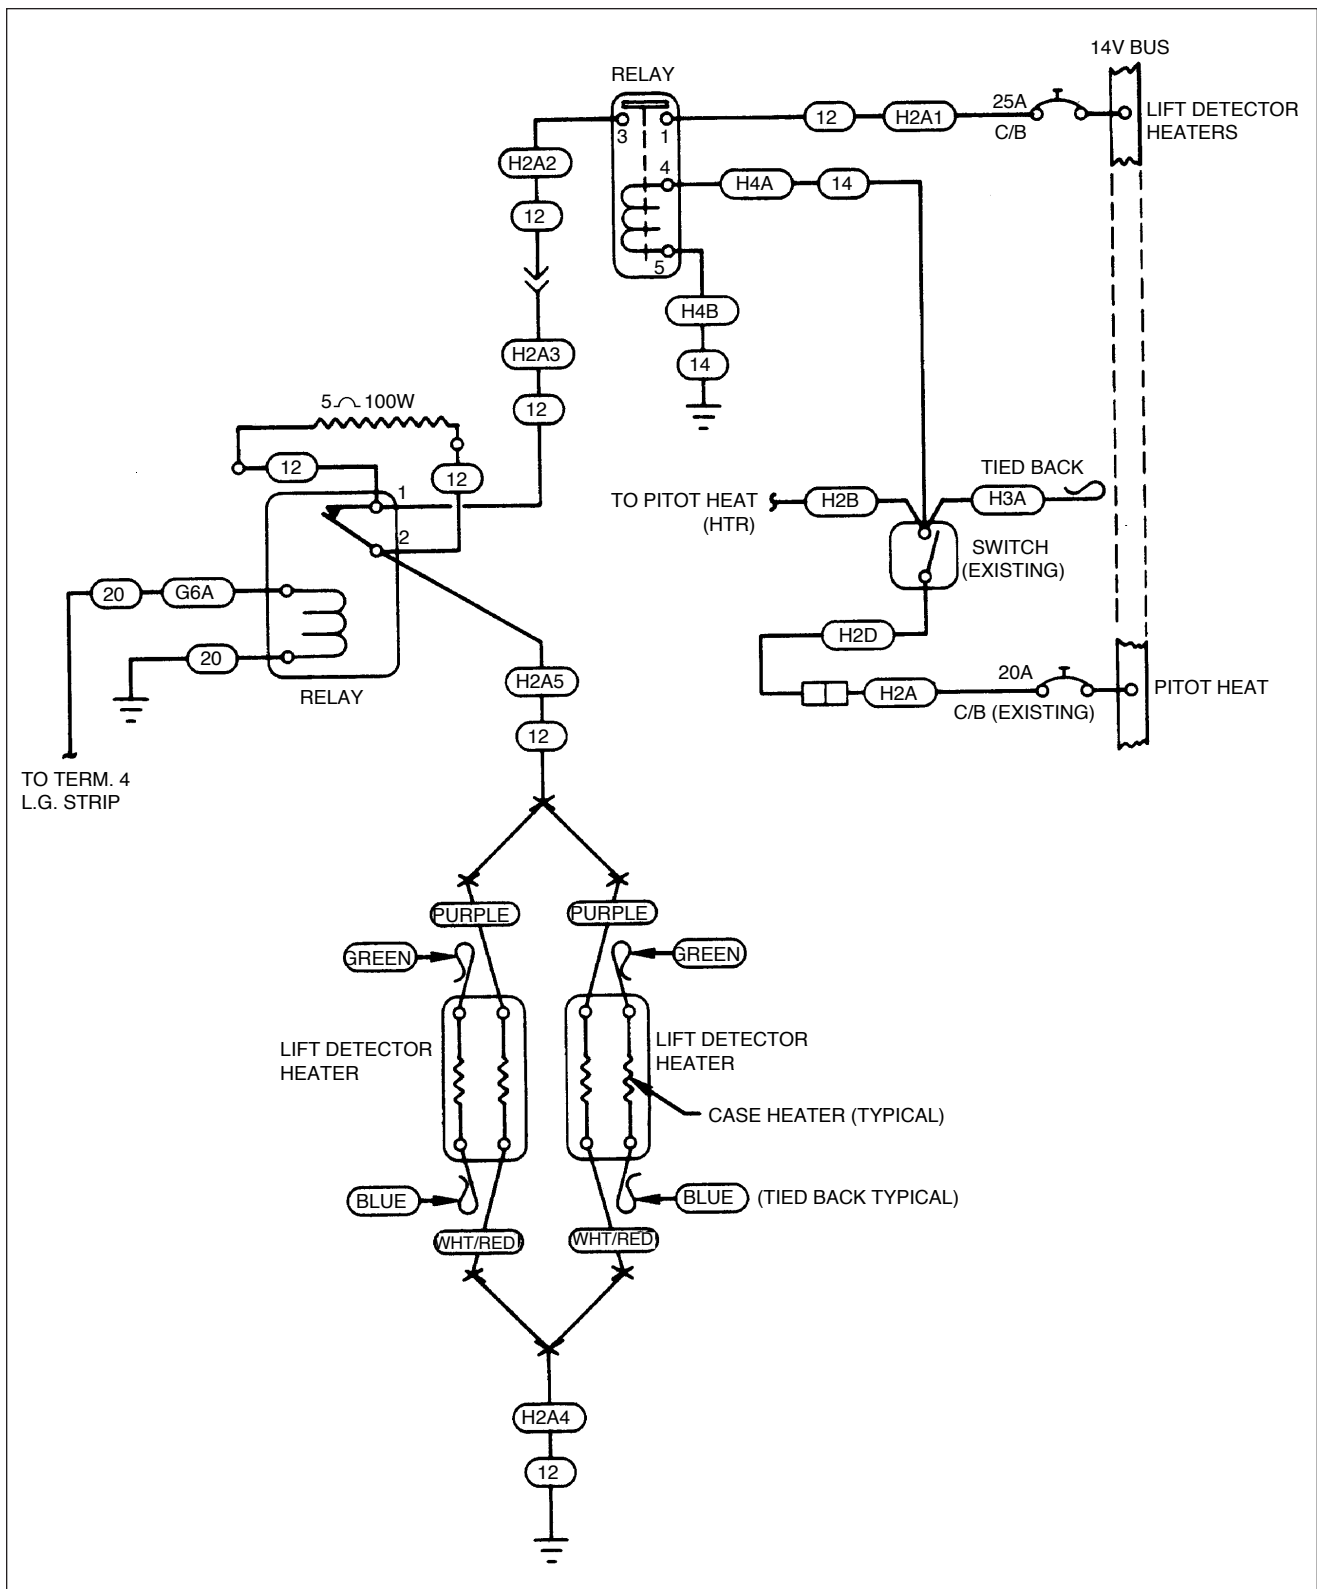 14V BUS
RELAY
25A
C/B
LIFT DETECTOR
HEATERS
12
H2A1
3
1
H2A2
4
H4A
14
12
5
H4B
14
H2A3
12
5 100W
12
12
1
2
TIED BACK
TO PITOT HEAT
(HTR)
H2B
H3A
SWITCH
(EXISTING)
20
G6A
20
RELAY
H2D
H2A5
H2A
20A
C/B (EXISTING)
PITOT HEAT
12
TO TERM. 4
L.G. STRIP
PURPLE
PURPLE
GREEN
GREEN
LIFT DETECTOR
HEATER
LIFT DETECTOR
HEATER
CASE HEATER (TYPICAL)
BLUE
BLUE
(TIED BACK TYPICAL)
WHT/RED
WHT/RED
H2A4
12